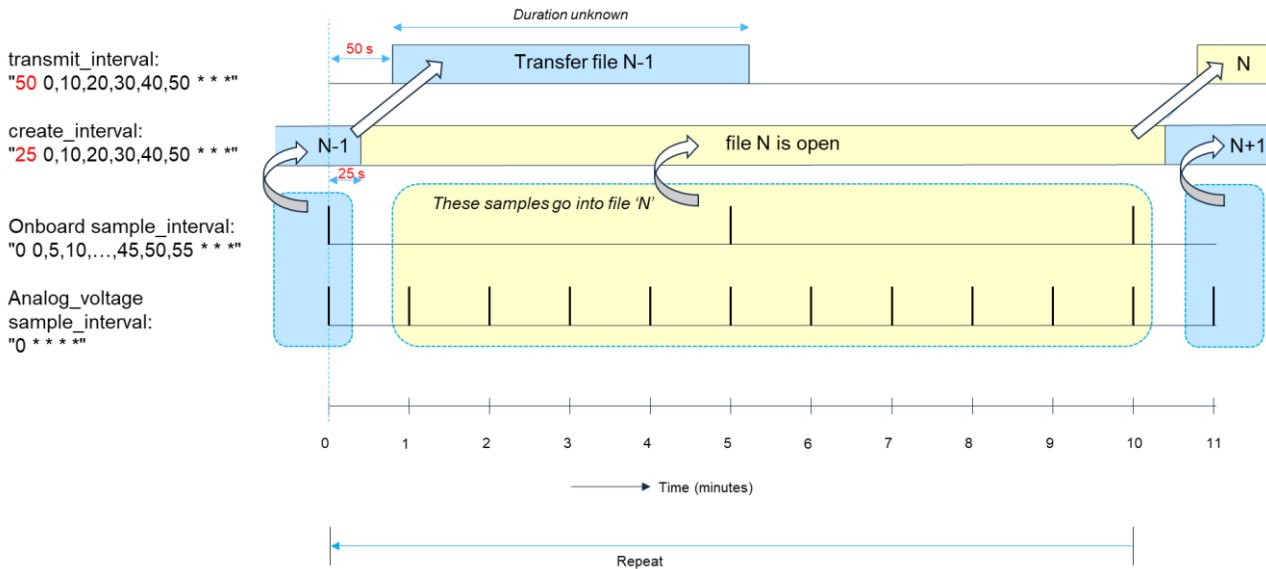 Duration unknown
transmit_interval:
"50 0,10,20,30,40,50 * * *"
50 s
Transfer file N-1
N
create_interval:
"25 0,10,20,30,40,50 * * *"
N-1
file N is open
N+1
25 s
These samples go into file ‘N’
Onboard sample_interval:
"0 0,5,10,…,45,50,55 * * *"
Analog_voltage
sample_interval:
"0 * * * *"
0 1 2 3 4 5 6 7 8 9 10 11
Time (minutes)
Repeat